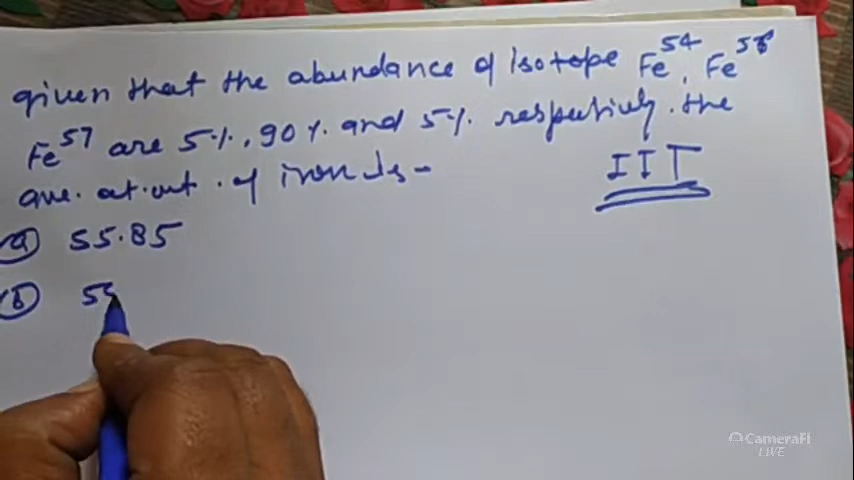 given that the abundance of isotope Fe⁵⁴, Fe⁵⁶
Fe⁵⁷ are 5%, 90% and 5% respectively. the
ave. at. wt. of iron is -
IIT
(a) 55.85
(b) 55
CameraFI
LIVE